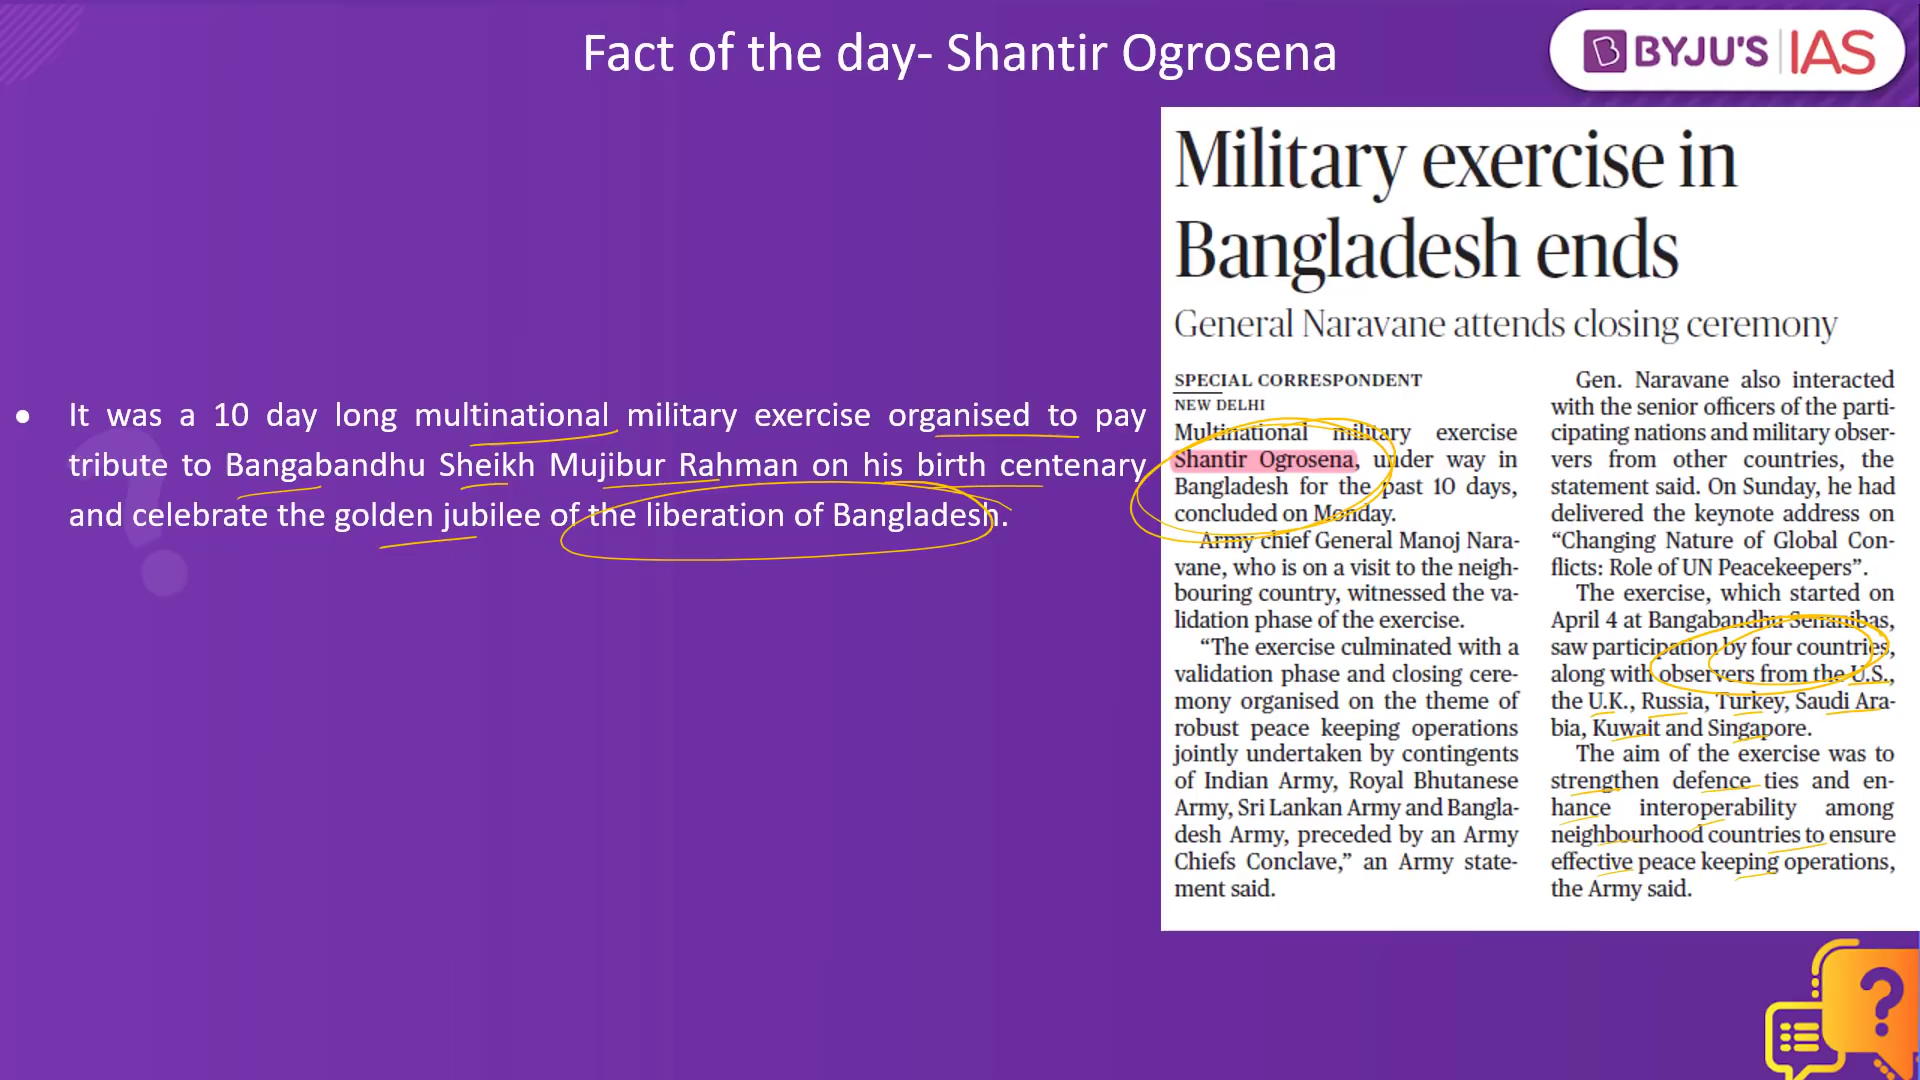 Fact of the day- Shantir Ogrosena
BYJU'S IAS
It was a 10 day long multinational military exercise organised to pay
tribute to Bangabandhu Sheikh Mujibur Rahman on his birth centenary
and celebrate the golden jubilee of the liberation of Bangladesh.
Military exercise in
Bangladesh ends
General Naravane attends closing ceremony
SPECIAL CORRESPONDENT
NEW DELHI
Multinational military exercise
Shantir Ogrosena, under way in
Bangladesh for the past 10 days,
concluded on Monday.
Army chief General Manoj Nara-
vane, who is on a visit to the neigh-
bouring country, witnessed the va-
lidation phase of the exercise.
“The exercise culminated with a
validation phase and closing cere-
mony organised on the theme of
robust peace keeping operations
jointly undertaken by contingents
of Indian Army, Royal Bhutanese
Army, Sri Lankan Army and Bangla-
desh Army, preceded by an Army
Chiefs Conclave,” an Army state-
ment said.
Gen. Naravane also interacted
with the senior officers of the parti-
cipating nations and military obser-
vers from other countries, the
statement said. On Sunday, he had
delivered the keynote address on
“Changing Nature of Global Con-
flicts: Role of UN Peacekeepers”.
The exercise, which started on
April 4 at Bangabandhu Senanibas,
saw participation by four countries,
along with observers from the U.S.,
the U.K., Russia, Turkey, Saudi Ara-
bia, Kuwait and Singapore.
The aim of the exercise was to
strengthen defence ties and en-
hance interoperability among
neighbourhood countries to ensure
effective peace keeping operations,
the Army said.